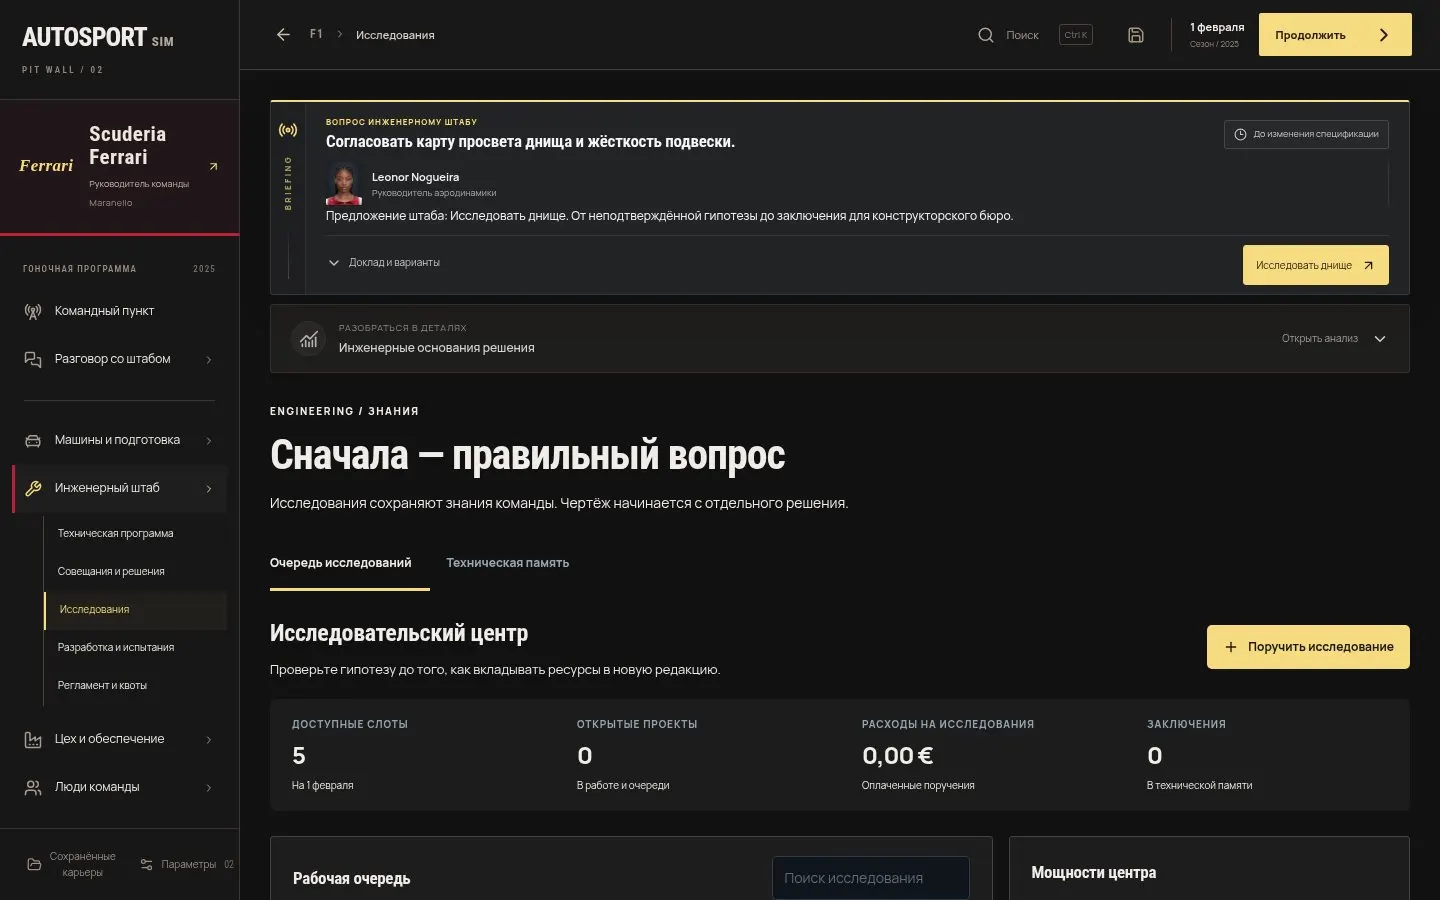 AUTOSPORT SIM
PIT WALL / 02
Ferrari
Scuderia
Ferrari
Руководитель команды
Maranello
ГОНОЧНАЯ ПРОГРАММА 2025
Командный пункт
Разговор со штабом
Машины и подготовка
Инженерный штаб
Техническая программа
Совещания и решения
Исследования
Разработка и испытания
Регламент и квоты
Цех и обеспечение
Люди команды
Сохранённые
карьеры
Параметры 02
F1 Исследования
Поиск Ctrl K
1 февраля
Сезон / 2025
Продолжить
BRIEFING
ВОПРОС ИНЖЕНЕРНОМУ ШТАБУ
Согласовать карту просвета днища и жёсткость подвески.
До изменения спецификации
Leonor Nogueira
Руководитель аэродинамики
Предложение штаба: Исследовать днище. От неподтверждённой гипотезы до заключения для конструкторского бюро.
Доклад и варианты
Исследовать днище
РАЗОБРАТЬСЯ В ДЕТАЛЯХ
Инженерные основания решения
Открыть анализ
ENGINEERING / ЗНАНИЯ
Сначала — правильный вопрос
Исследования сохраняют знания команды. Чертёж начинается с отдельного решения.
Очередь исследований Техническая память
Исследовательский центр
Проверьте гипотезу до того, как вкладывать ресурсы в новую редакцию.
Поручить исследование
ДОСТУПНЫЕ СЛОТЫ
5
На 1 февраля
ОТКРЫТЫЕ ПРОЕКТЫ
0
В работе и очереди
РАСХОДЫ НА ИССЛЕДОВАНИЯ
0,00 €
Оплаченные поручения
ЗАКЛЮЧЕНИЯ
0
В технической памяти
Рабочая очередь
Поиск исследования
Мощности центра